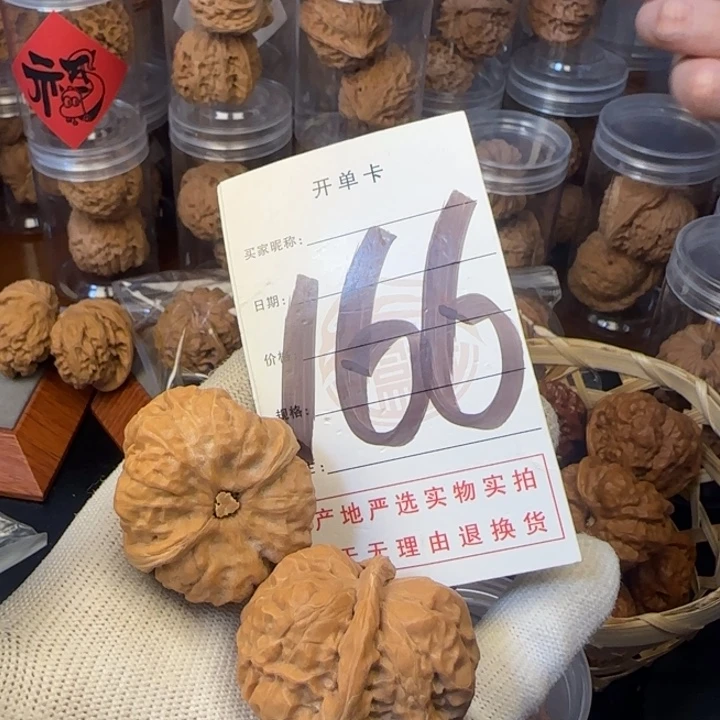 福
开单卡
买家昵称:
日期:
价格:
166
规格:
产地严选实物实拍
天无理由退换货